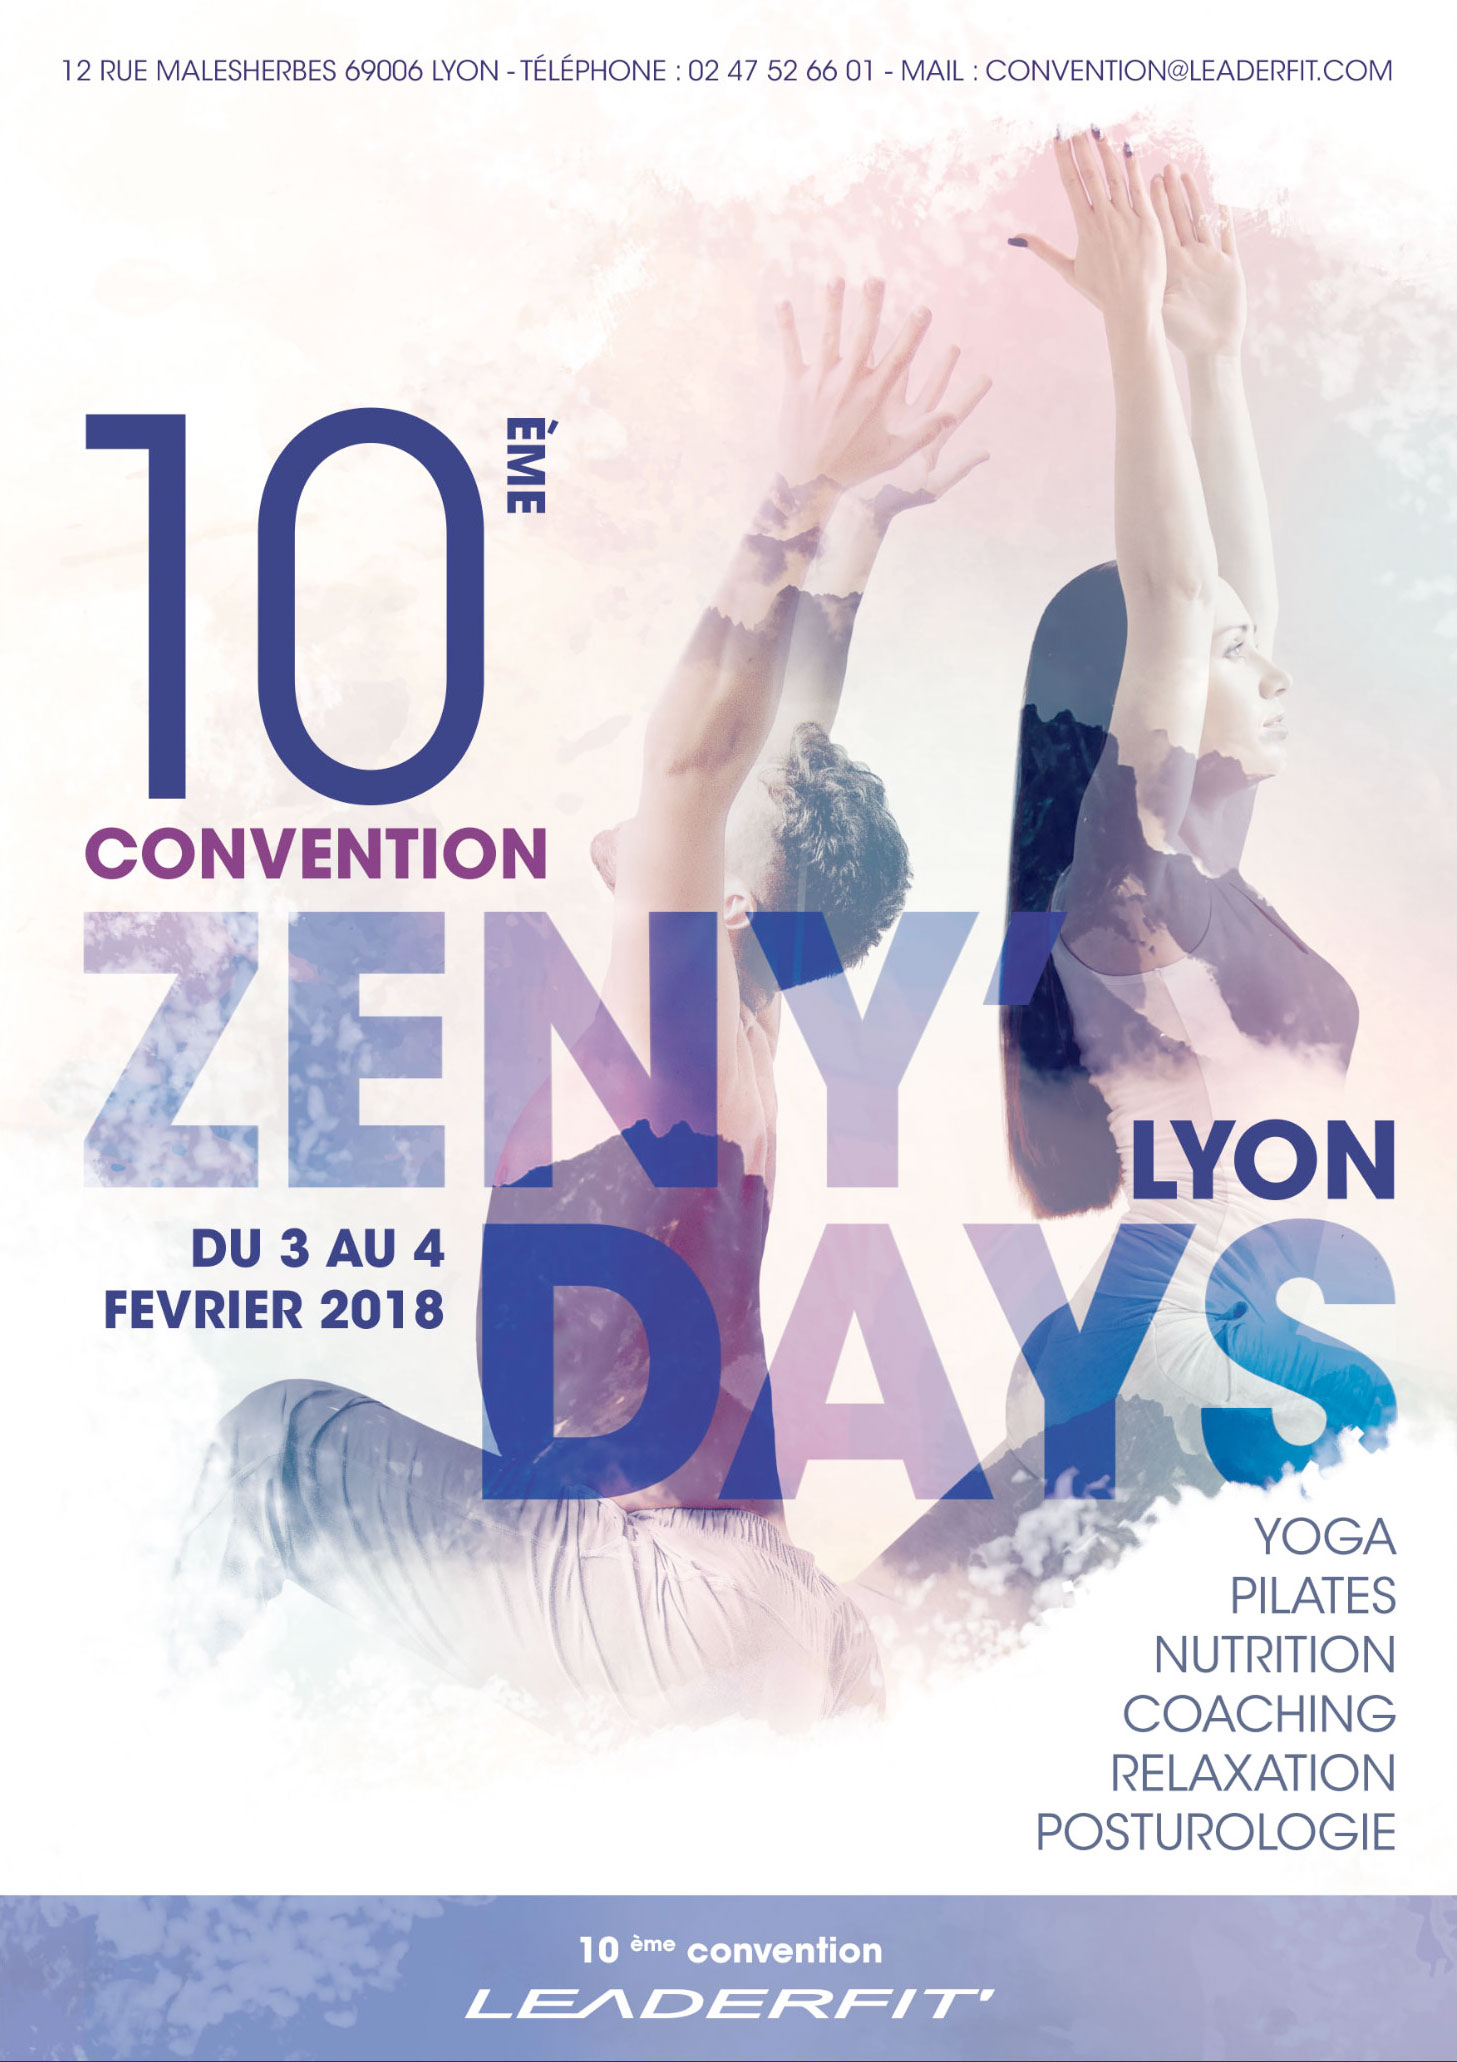 12 RUE MALESHERBES 69006 LYON - TÉLÉPHONE : 02 47 52 66 01 - MAIL : CONVENTION@LEADERFIT.COM
10 ÈME
CONVENTION
ZENY'
LYON
DAYS
DU 3 AU 4
FEVRIER 2018
YOGA
PILATES
NUTRITION
COACHING
RELAXATION
POSTUROLOGIE
10 ème convention
LEADERFIT'